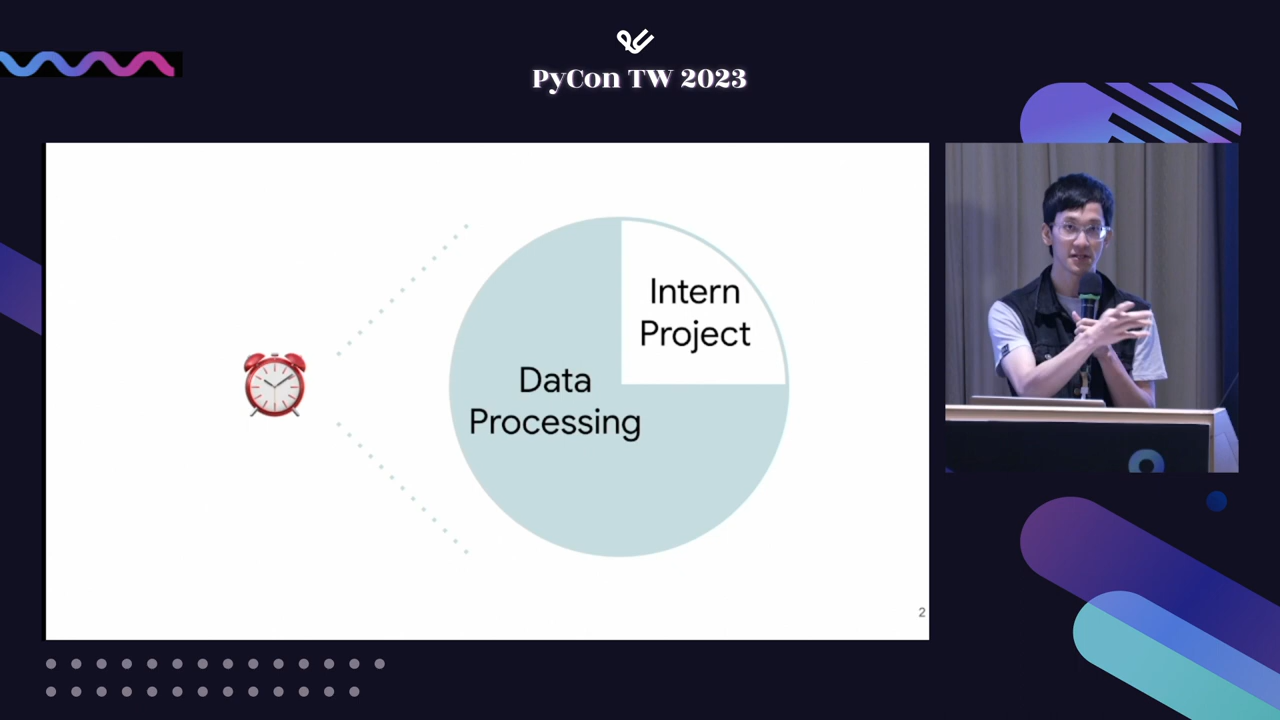 PyCon TW 2023
Intern
Project
Data
Processing
2